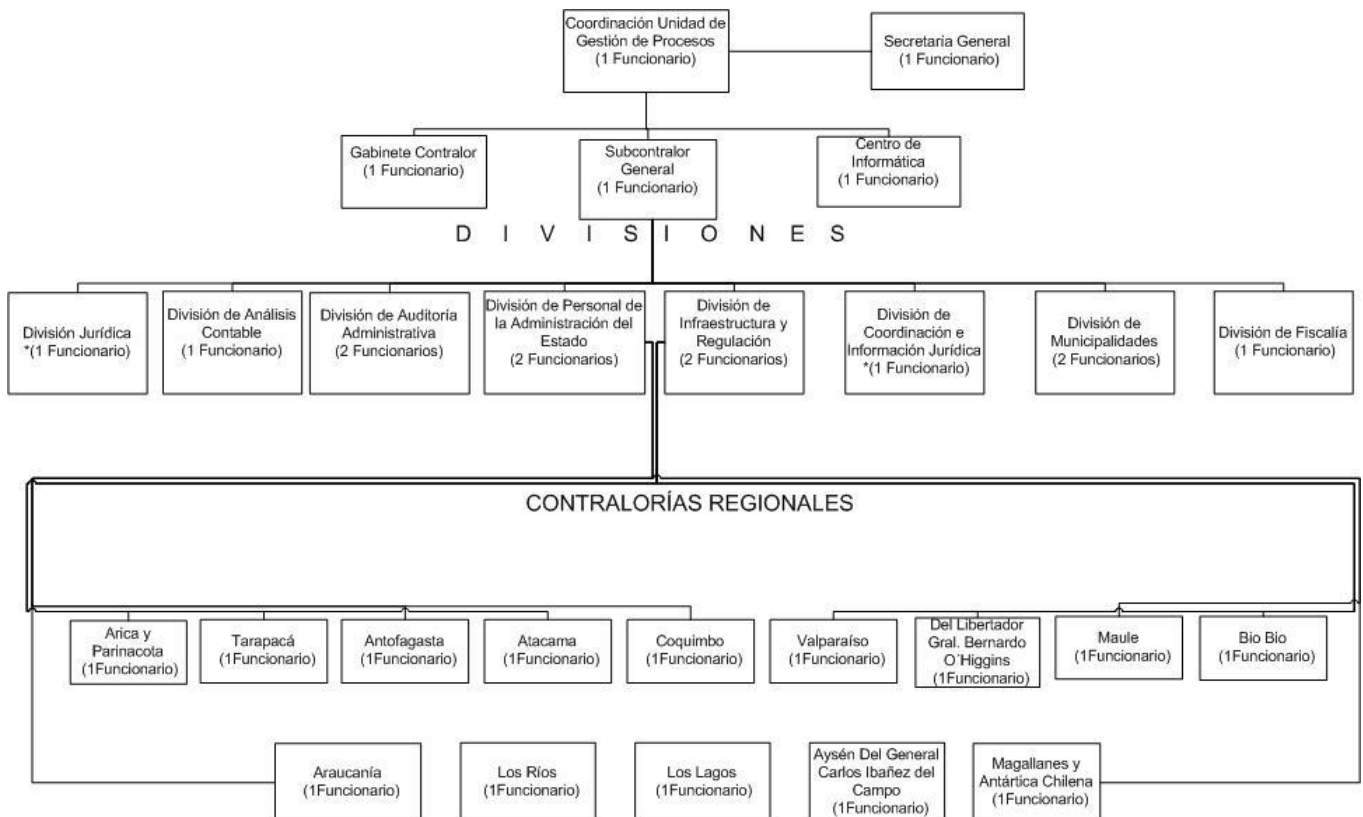 Coordinación Unidad de
Gestión de Procesos
(1 Funcionario)
Secretaría General
(1 Funcionario)
Gabinete Contralor
(1 Funcionario)
Subcontralor
General
(1 Funcionario)
Centro de
Informática
(1 Funcionario)
D I V I S I O N E S
División Jurídica
*(1 Funcionario)
División de Análisis
Contable
(1 Funcionario)
División de Auditoría
Administrativa
(2 Funcionarios)
División de Personal de
la Administración del
Estado
(2 Funcionarios)
División de
Infraestructura y
Regulación
(2 Funcionarios)
División de
Coordinación e
Información Jurídica
*(1 Funcionario)
División de
Municipalidades
(2 Funcionarios)
División de Fiscalía
(1 Funcionario)
CONTRALORÍAS REGIONALES
Arica y
Parinacota
(1Funcionario)
Tarapacá
(1Funcionario)
Antofagasta
(1Funcionario)
Atacama
(1Funcionario)
Coquimbo
(1Funcionario)
Valparaíso
(1Funcionario)
Del Libertador
Gral. Bernardo
O´Higgins
(1Funcionario)
Maule
(1Funcionario)
Bio Bio
(1Funcionario)
Araucanía
(1Funcionario)
Los Ríos
(1Funcionario)
Los Lagos
(1Funcionario)
Aysén Del General
Carlos Ibañez del
Campo
(1Funcionario)
Magallanes y
Antártica Chilena
(1Funcionario)